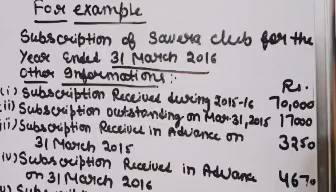 For example
Subscription of Savera club for the
Year Ended 31 March 2016
Other Informations:-
Rs.
(i) Subscription Received during 2015-16 70,000
(ii) Subscription outstanding on Mar.31,2015 17000
(iii) Subscription Received in Advance on 3250
31 March 2015
(iv) Subscription Received in Advance
on 31 March 2016